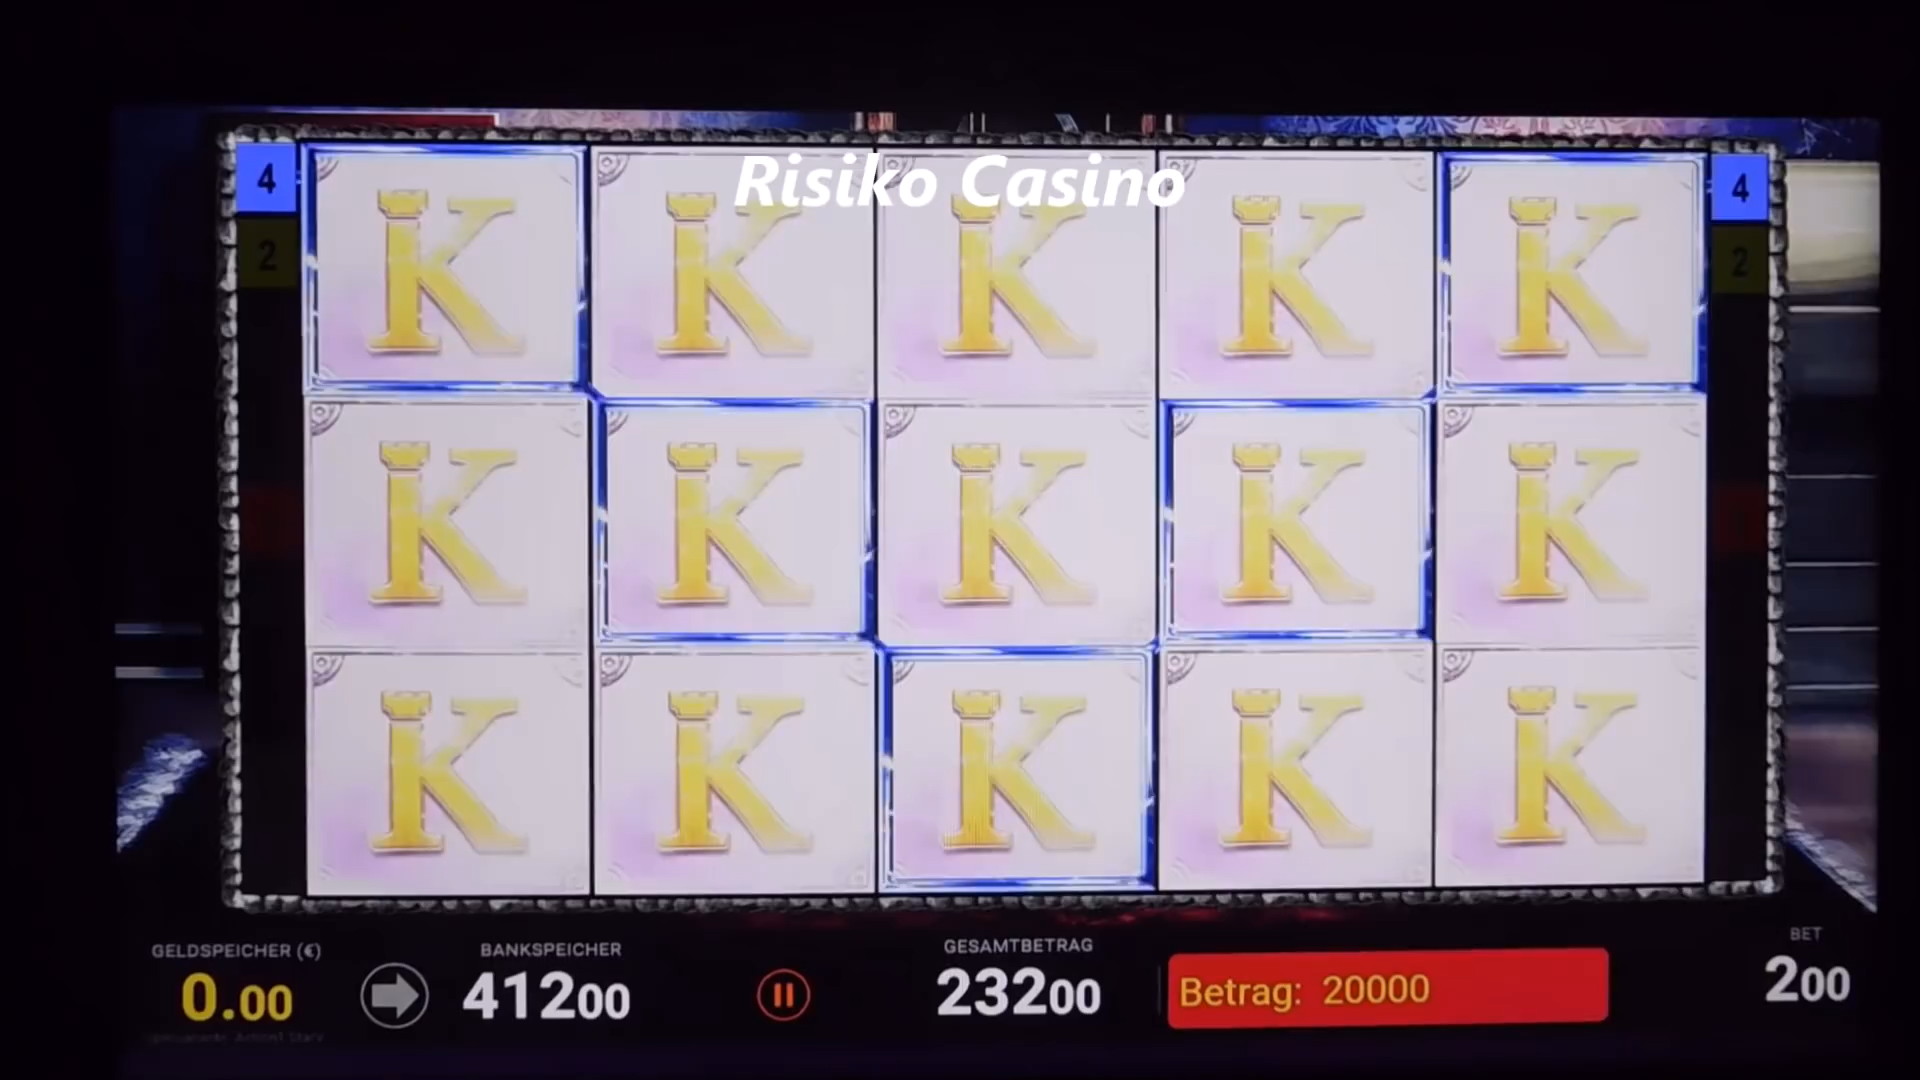 Risiko Casino
4
4
2
2
K K K K K
K K K K K
K K K K K
GELDSPEICHER (€)
0.00
BANKSPEICHER
41200
GESAMTBETRAG
23200
Betrag: 20000
BET
200